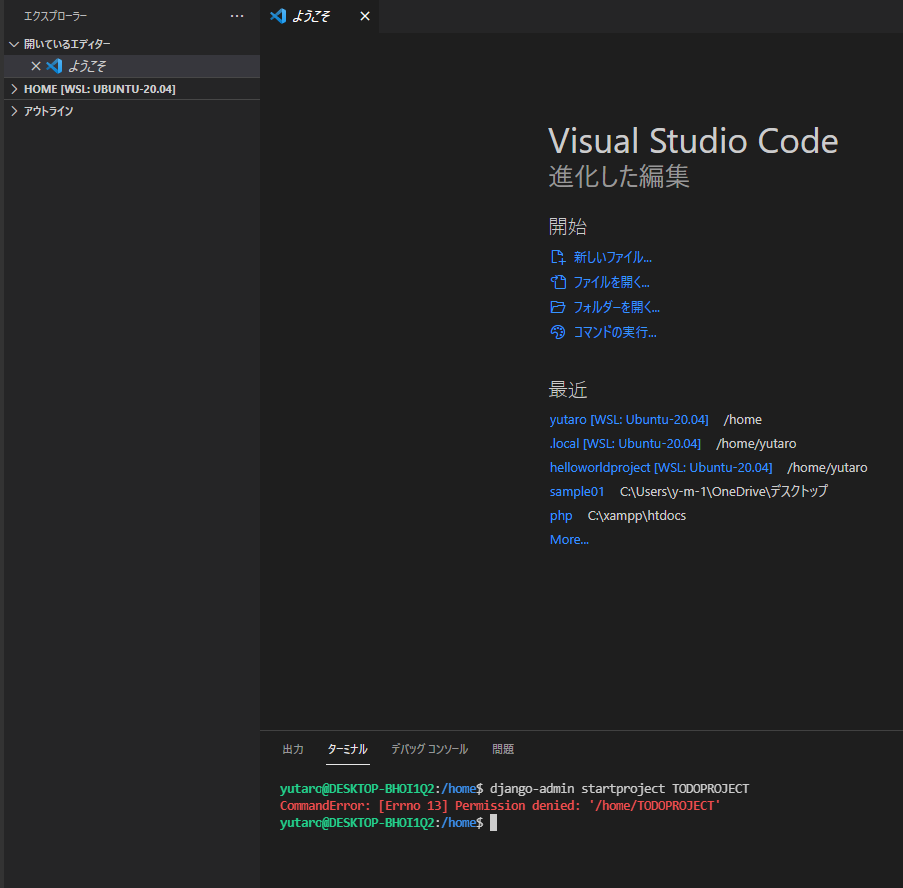 エクスプローラー
...
ようこそ
開いているエディター
ようこそ
HOME [WSL: UBUNTU-20.04]
アウトライン
Visual Studio Code
進化した編集
開始
新しいファイル...
ファイルを開く...
フォルダーを開く...
コマンドの実行...
最近
yutaro [WSL: Ubuntu-20.04] /home
.local [WSL: Ubuntu-20.04] /home/yutaro
helloworldproject [WSL: Ubuntu-20.04] /home/yutaro
sample01 C:\Users\y-m-1\OneDrive\デスクトップ
php C:\xampp\htdocs
More...
出力 ターミナル デバッグ コンソール 問題
yutaro@DESKTOP-BHOI1Q2:/home$ django-admin startproject TODOPROJECT
CommandError: [Errno 13] Permission denied: '/home/TODOPROJECT'
yutaro@DESKTOP-BHOI1Q2:/home$